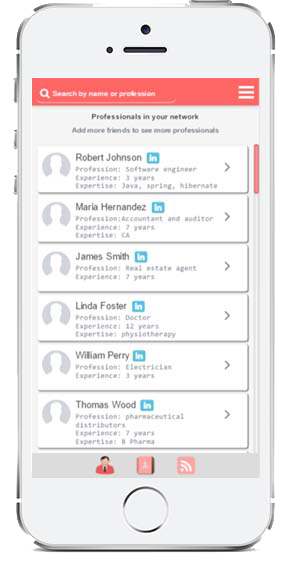 Search by name or profession
Professionals in your network
Add more friends to see more professionals
Robert Johnson in
Profession: Software engineer
Experience: 3 years
Expertise: Java, spring, hibernate
Maria Hernandez in
Profession:Accountant and auditor
Experience: 7 years
Expertise: CA
James Smith in
Profession: Real estate agent
Experience: 7 years
Linda Foster in
Profession: Doctor
Experience: 12 years
Expertise: physiotherapy
William Perry in
Profession: Electrician
Experience: 3 years
Thomas Wood in
Profession: pharmaceutical
distributors
Experience: 7 years
Expertise: B Pharma